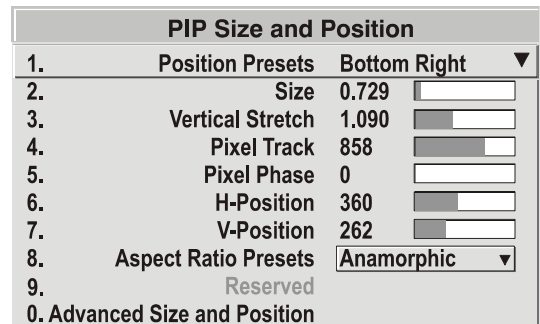 PIP Size and Position
1. Position Presets Bottom Right ▼
2. Size 0.729
3. Vertical Stretch 1.090
4. Pixel Track 858
5. Pixel Phase 0
6. H-Position 360
7. V-Position 262
8. Aspect Ratio Presets Anamorphic ▼
9. Reserved
0. Advanced Size and Position